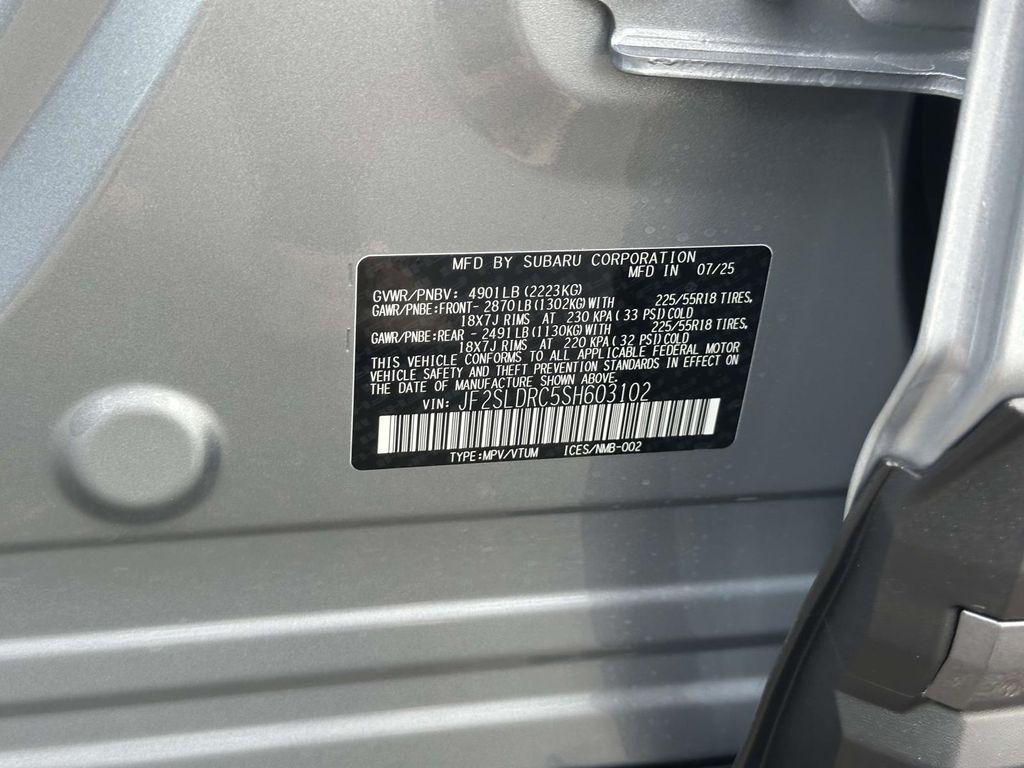 MFD BY SUBARU CORPORATION
MFD IN 07/25
GVWR/PNBV: 4901LB(2223KG)
GAWR/PNBE:FRONT- 2870LB(1302KG)WITH 225/55R18 TIRES,
18X7J RIMS AT 230 KPA(33 PSI)COLD
GAWR/PNBE:REAR - 2491LB(1130KG)WITH 225/55R18 TIRES,
18X7J RIMS AT 220 KPA(32 PSI)COLD
THIS VEHICLE CONFORMS TO ALL APPLICABLE FEDERAL MOTOR
VEHICLE SAFETY AND THEFT PREVENTION STANDARDS IN EFFECT ON
THE DATE OF MANUFACTURE SHOWN ABOVE.
VIN: JF2SLDRC5SH603102
TYPE:MPV/VTUM ICES/NMB-002